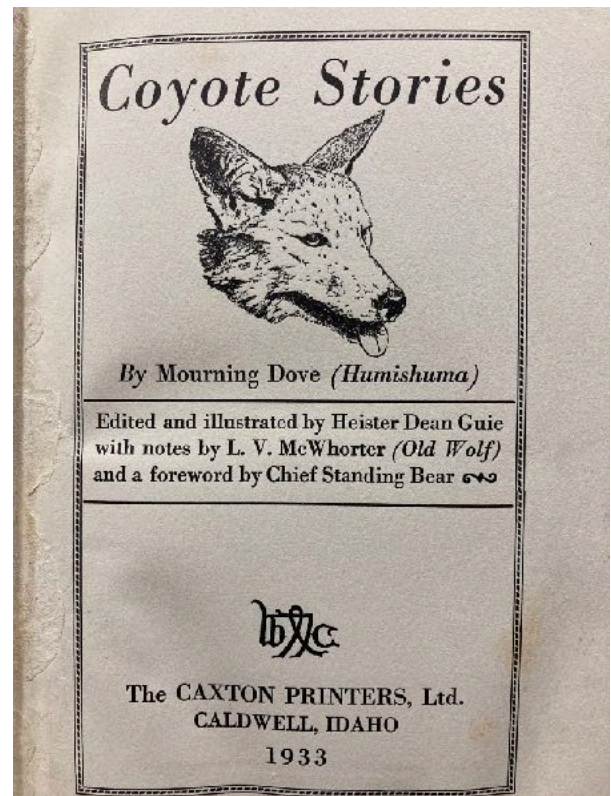 Coyote Stories
By Mourning Dove (Humishuma)
Edited and illustrated by Heister Dean Guie
with notes by L. V. McWhorter (Old Wolf)
and a foreword by Chief Standing Bear
The CAXTON PRINTERS, Ltd.
CALDWELL, IDAHO
1933